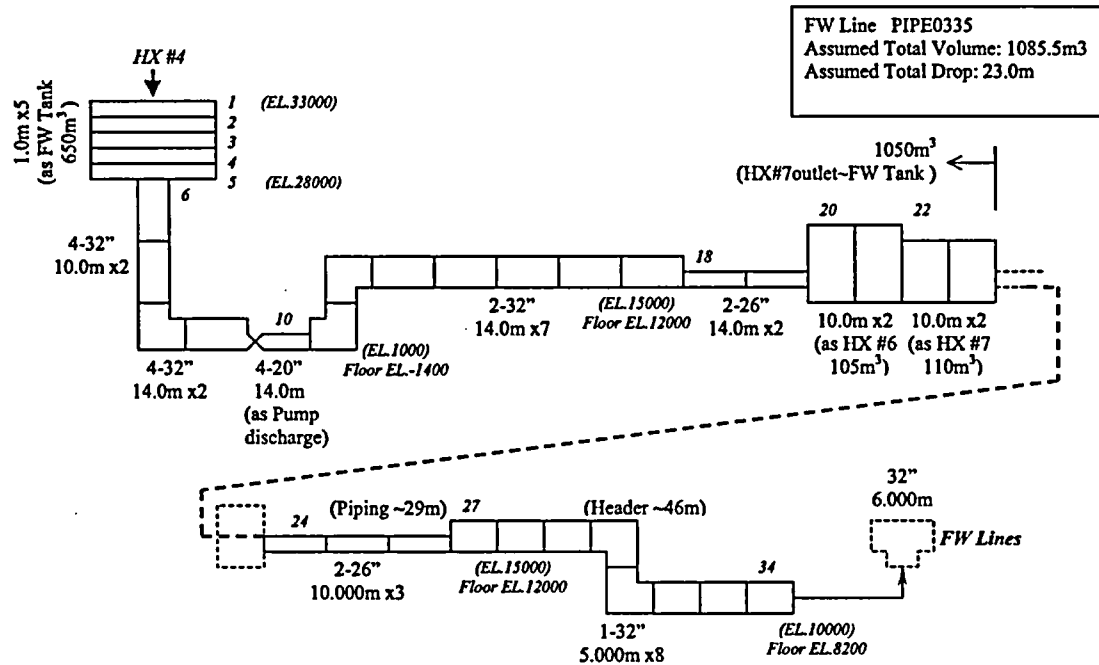 FW Line PIPE0335
Assumed Total Volume: 1085.5m3
Assumed Total Drop: 23.0m
HX #4
1.0m x5
(as FW Tank
650m³)
1 (EL.33000)
2
3
4
5 (EL.28000)
6
4-32"
10.0m x2
4-32"
14.0m x2
10
4-20"
14.0m
(as Pump
discharge)
(EL.1000)
Floor EL.-1400
2-32"
14.0m x7
(EL.15000)
Floor EL.12000
18
2-26"
14.0m x2
1050m³
(HX#7outlet~FW Tank )
20
22
10.0m x2
(as HX #6
105m³)
10.0m x2
(as HX #7
110m³)
24
(Piping ~29m)
2-26"
10.000m x3
27
(EL.15000)
Floor EL.12000
(Header ~46m)
1-32"
5.000m x8
34
(EL.10000)
Floor EL.8200
32"
6.000m
FW Lines